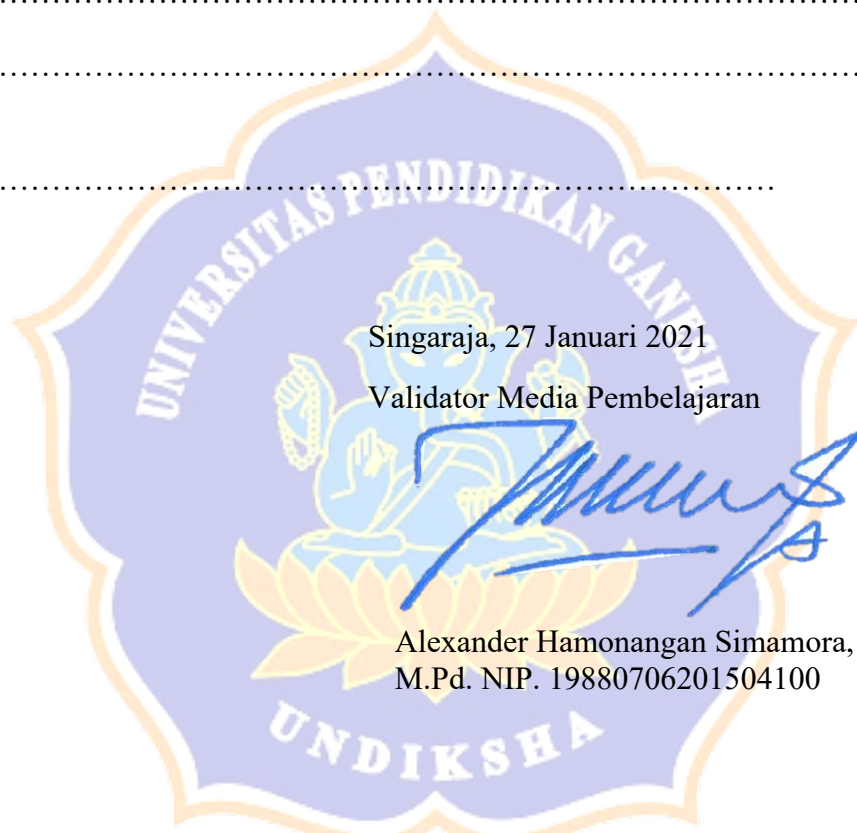 ……………………………………………………………………………
……………………………………………………………………………
……………………………………………………………………
UNIVERSITAS PENDIDIKAN GANESHA
Singaraja, 27 Januari 2021
Validator Media Pembelajaran
Alexander Hamonangan Simamora,
M.Pd. NIP. 19880706201504100
UNDIKSHA